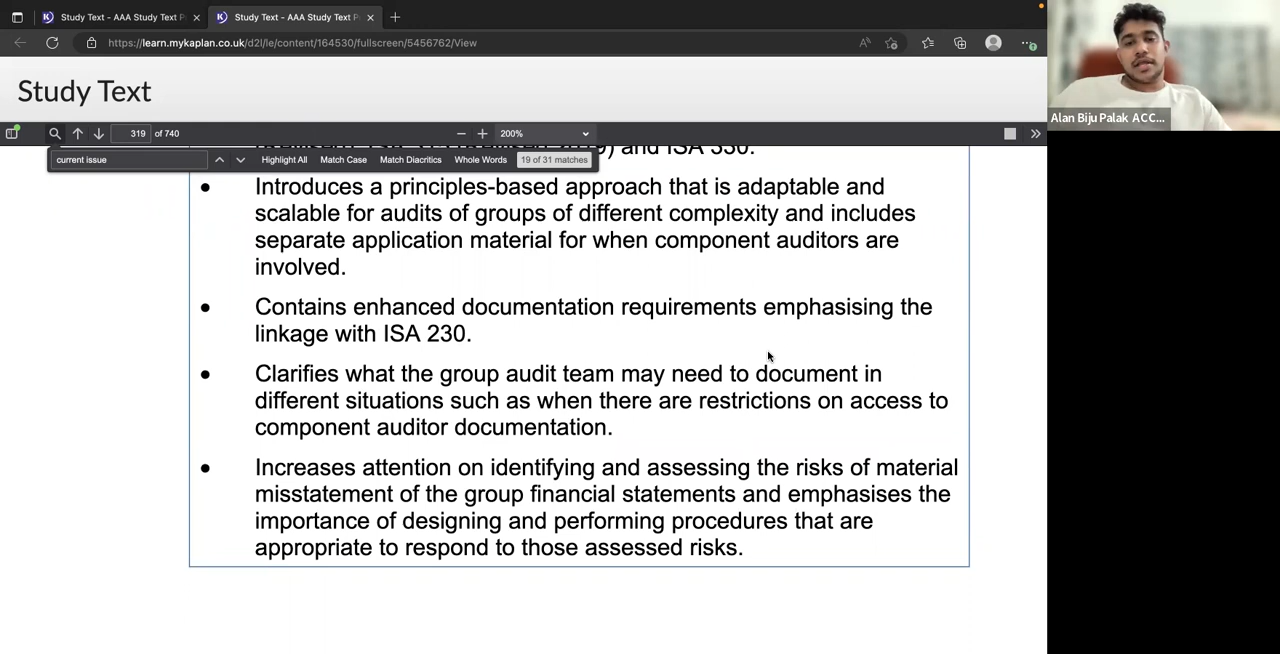 Study Text - AAA Study Text P
Study Text - AAA Study Text P
https://learn.mykaplan.co.uk/d2l/le/content/164530/fullscreen/5456762/View
Study Text
319 of 740
200%
current issue
Highlight All
Match Case
Match Diacritics
Whole Words
19 of 31 matches
and ISA 330.
• Introduces a principles-based approach that is adaptable and
scalable for audits of groups of different complexity and includes
separate application material for when component auditors are
involved.
• Contains enhanced documentation requirements emphasising the
linkage with ISA 230.
• Clarifies what the group audit team may need to document in
different situations such as when there are restrictions on access to
component auditor documentation.
• Increases attention on identifying and assessing the risks of material
misstatement of the group financial statements and emphasises the
importance of designing and performing procedures that are
appropriate to respond to those assessed risks.
Alan Biju Palak ACC...